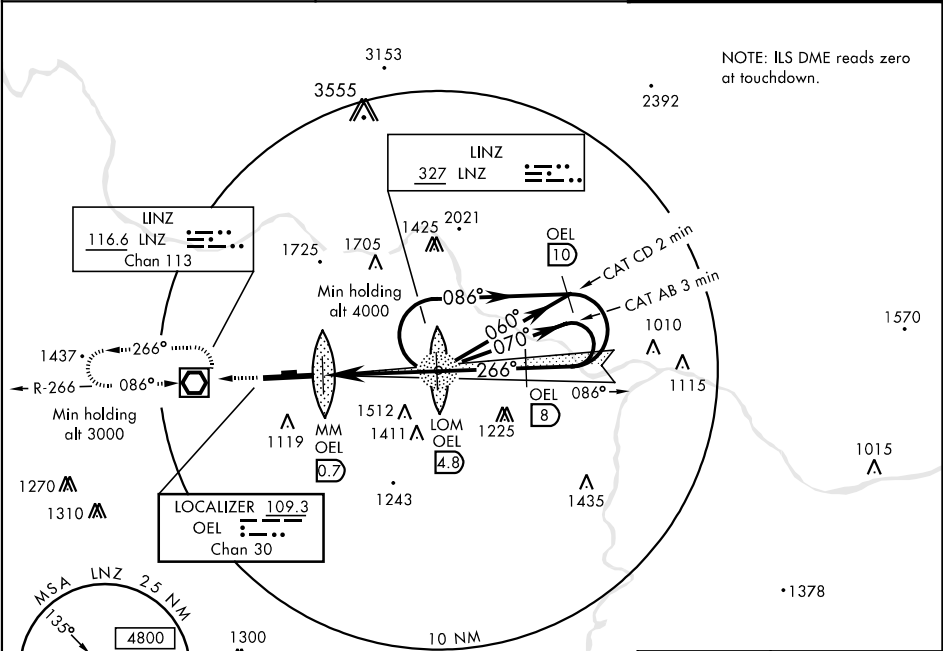 3153
NOTE: ILS DME reads zero
at touchdown.
3555
2392
LINZ
327 LNZ
LINZ
116.6 LNZ
Chan 113
1425
2021
OEL
10
CAT CD 2 min
1725
1705
Min holding
alt 4000
086°
CAT AB 3 min
060°
070°
1570
1010
1437
266°
R-266
086°
266°
086°
1115
Min holding
alt 3000
OEL
8
1512
1119
MM
OEL
0.7
1411
LOM
OEL
4.8
1225
1015
1270
1310
1243
1435
LOCALIZER 109.3
OEL
Chan 30
MSA LNZ 25 NM
135°
4800
1300
10 NM
1378